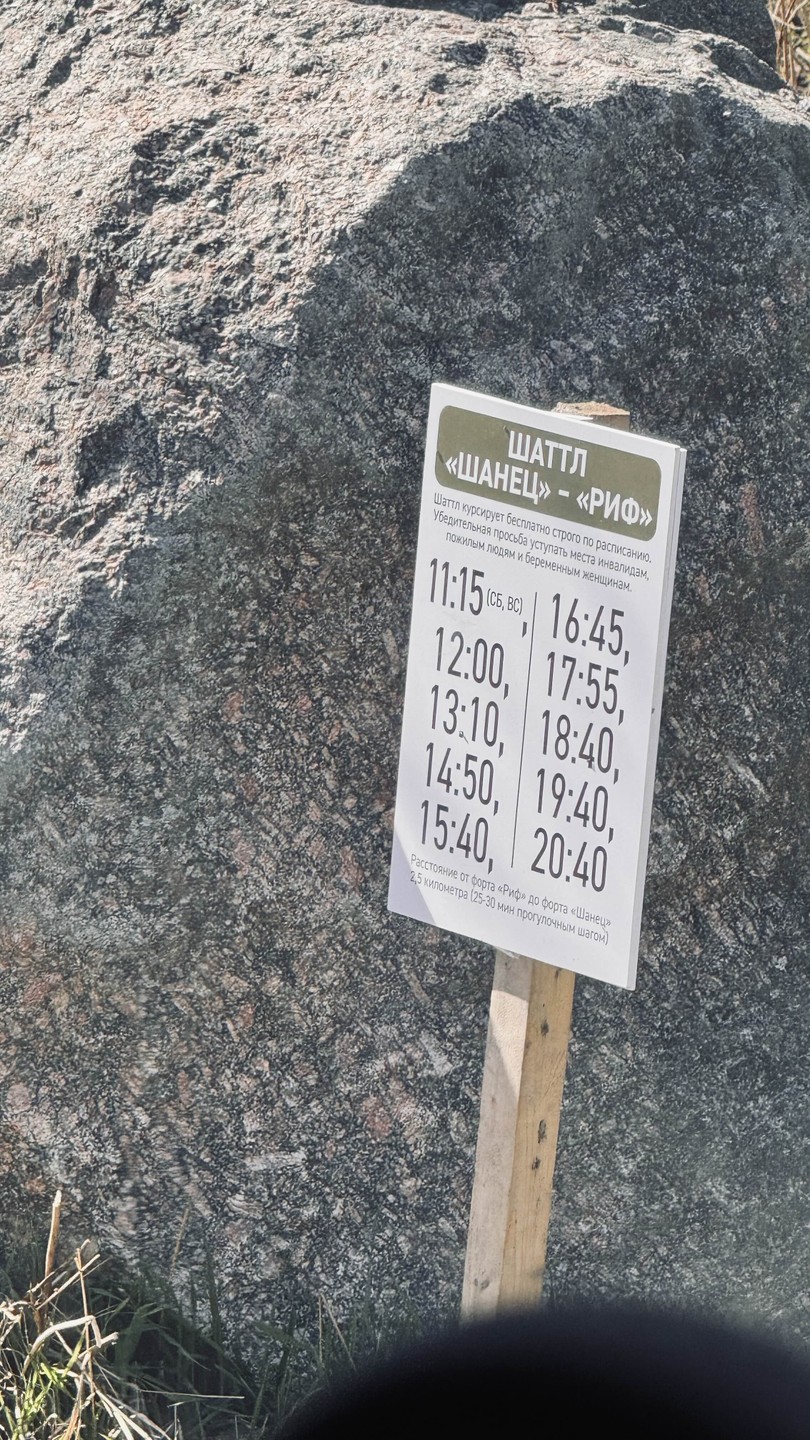 ШАТТЛ
«ШАНЕЦ» - «РИФ»
Шаттл курсирует бесплатно строго по расписанию.
Убедительная просьба уступать места инвалидам,
пожилым людям и беременным женщинам.
11:15 (СБ, ВС),
12:00,
13:10,
14:50,
15:40,
16:45,
17:55,
18:40,
19:40,
20:40
Расстояние от форта «Риф» до форта «Шанец»
2,5 километра (25-30 мин прогулочным шагом)